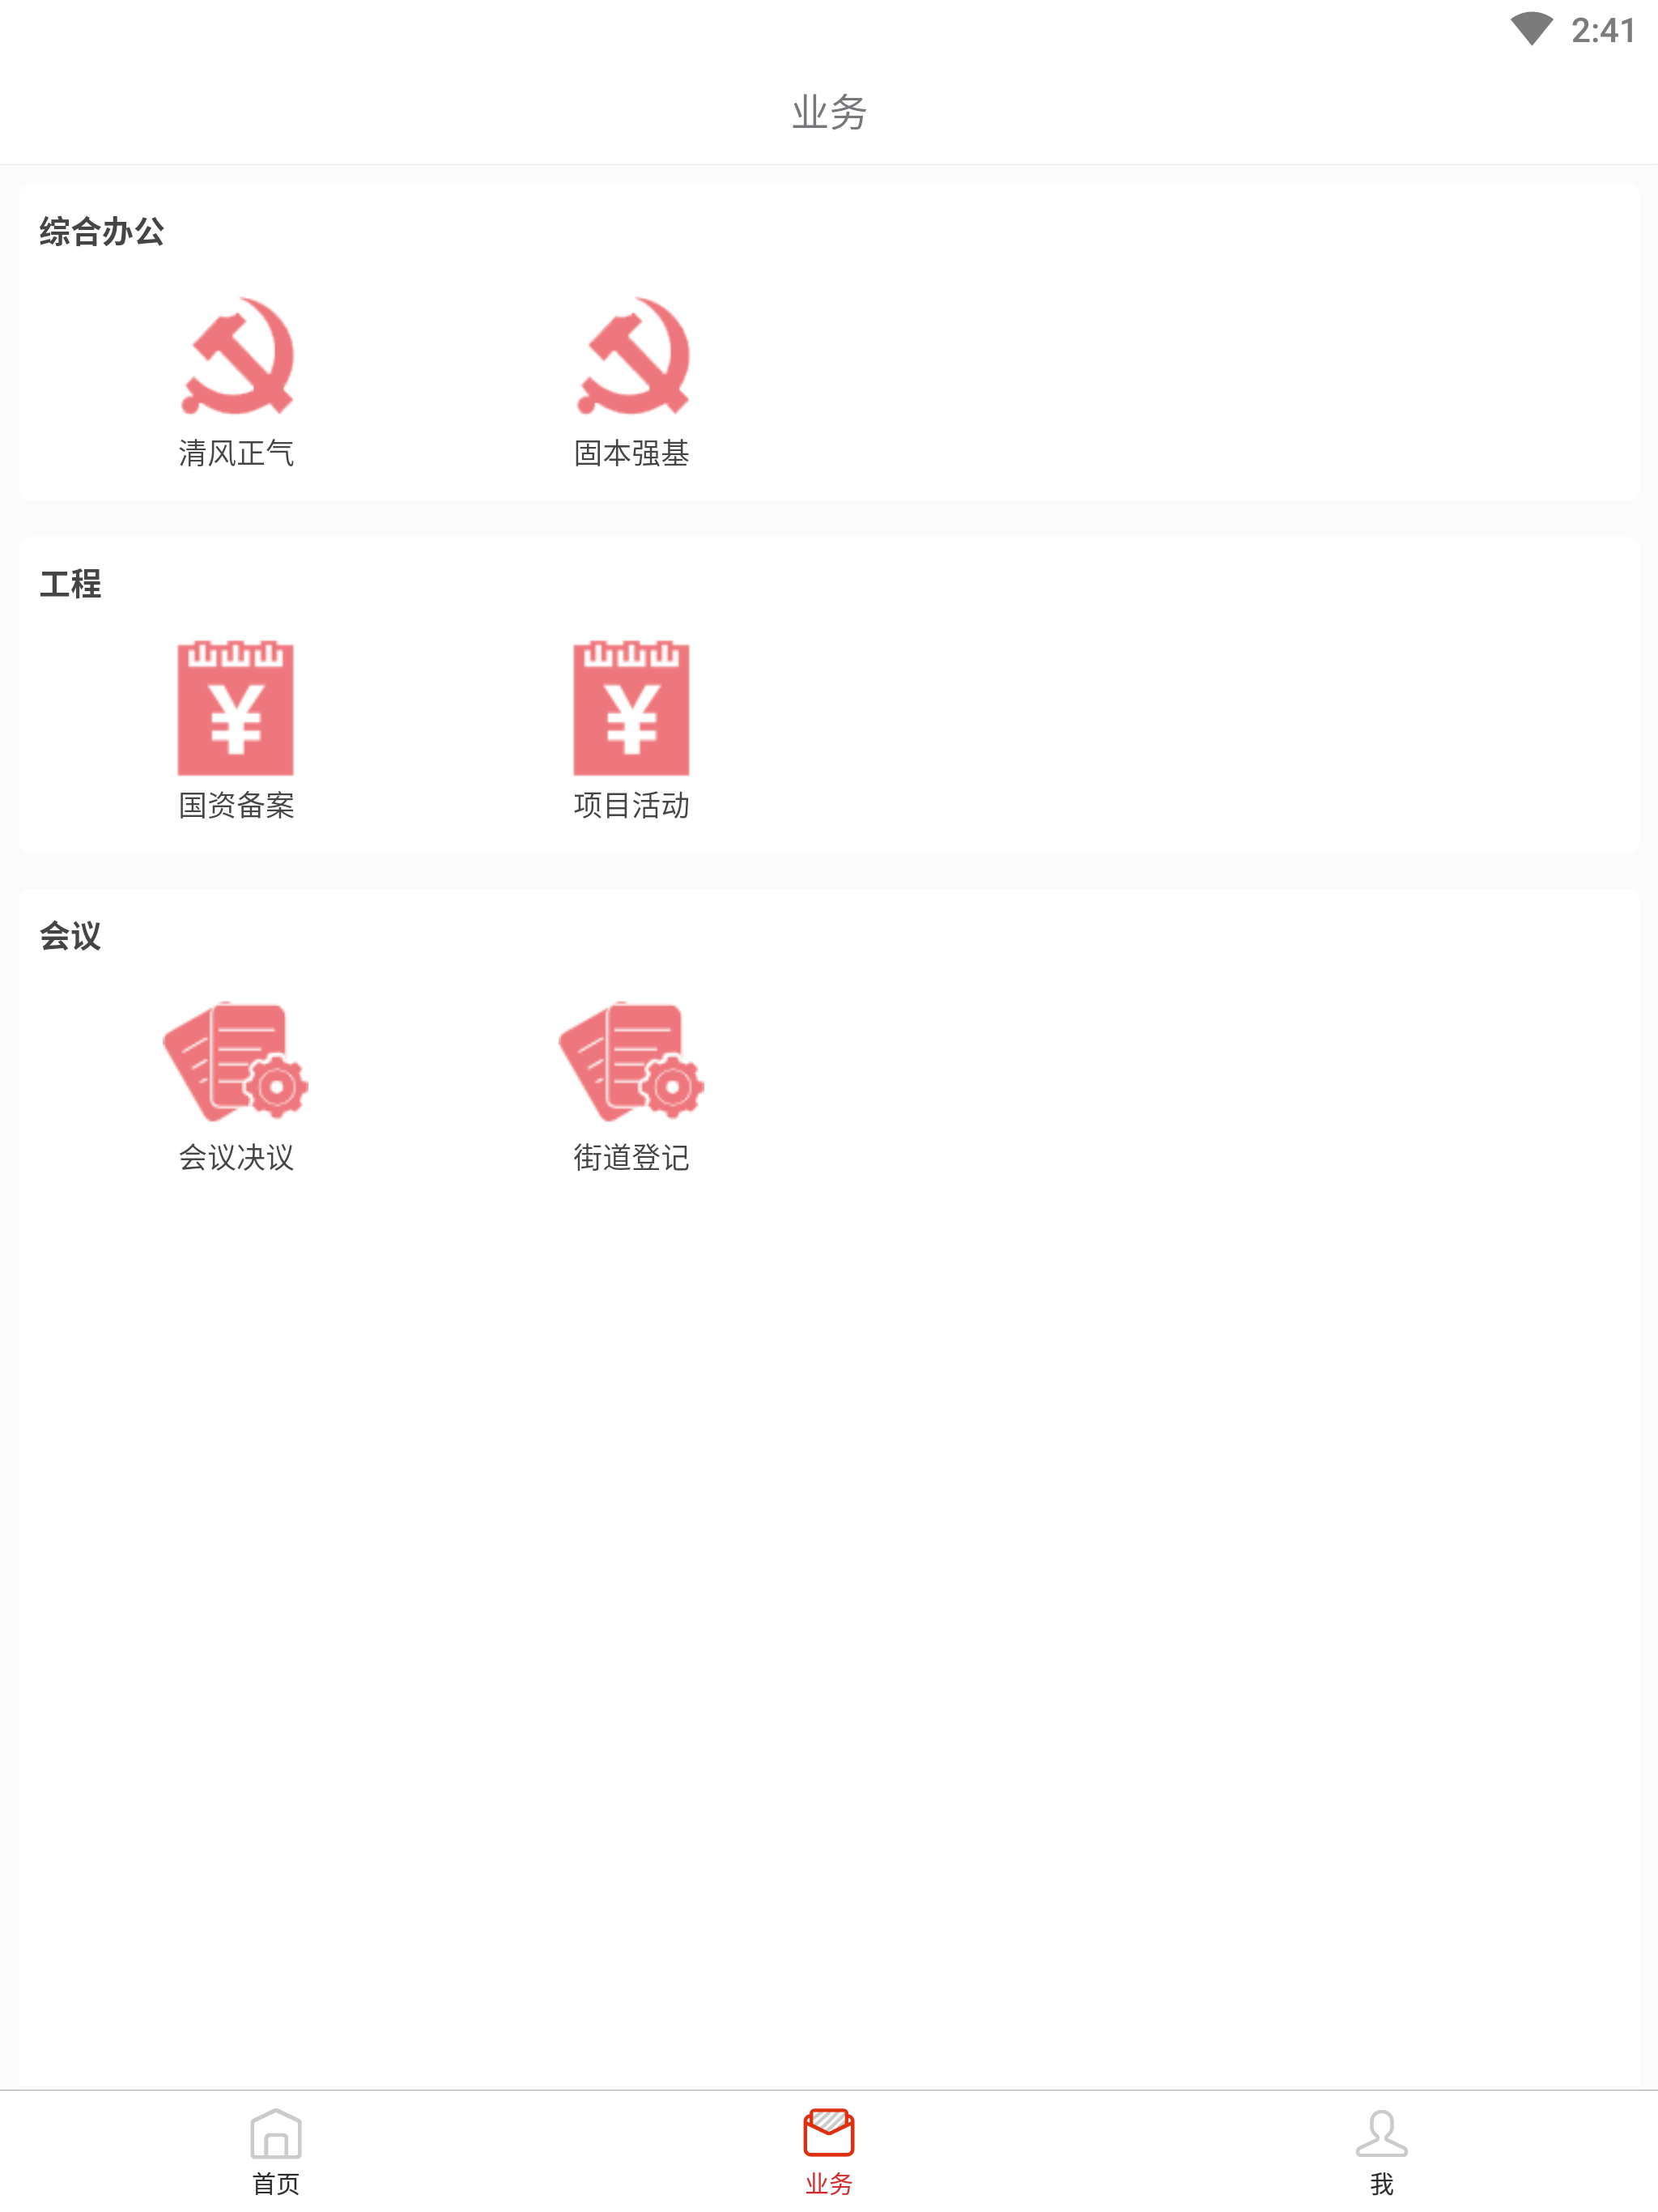 2:41
业务
综合办公
清风正气 固本强基
工程
¥ ¥
国资备案 项目活动
会议
会议决议 街道登记
首页 业务 我